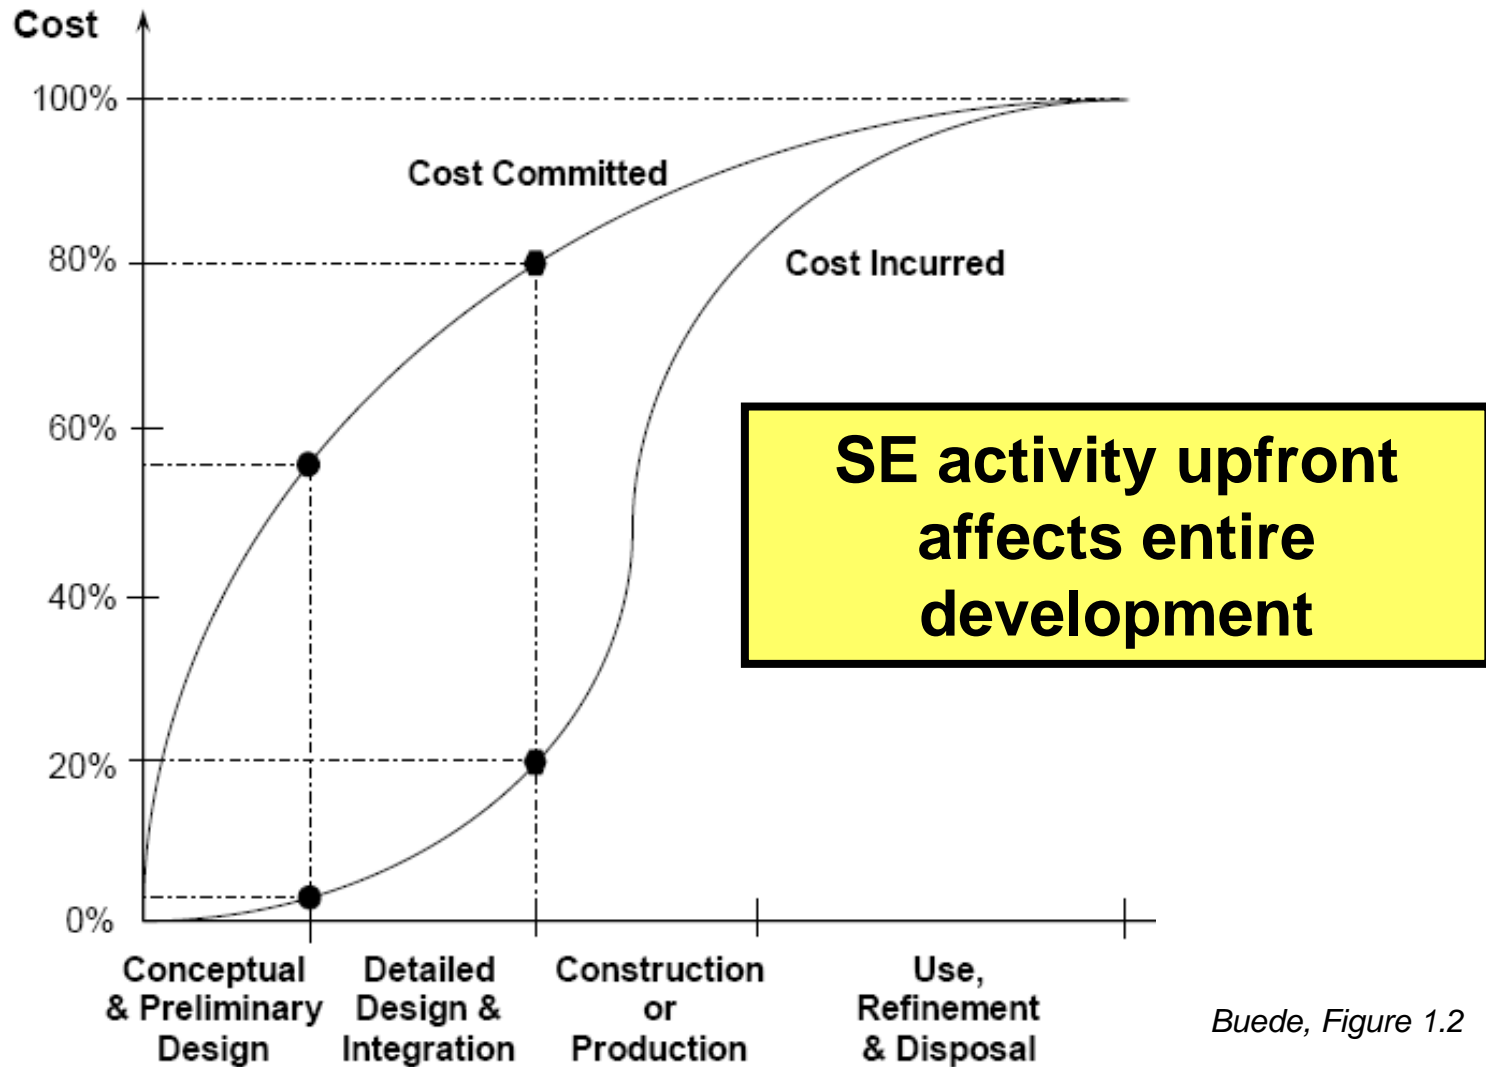 Cost
100%
Cost Committed
80%
Cost Incurred
60%
SE activity upfront
affects entire
development
40%
20%
0%
Conceptual
& Preliminary
Design
Detailed
Design &
Integration
Construction
or
Production
Use,
Refinement
& Disposal
Buede, Figure 1.2